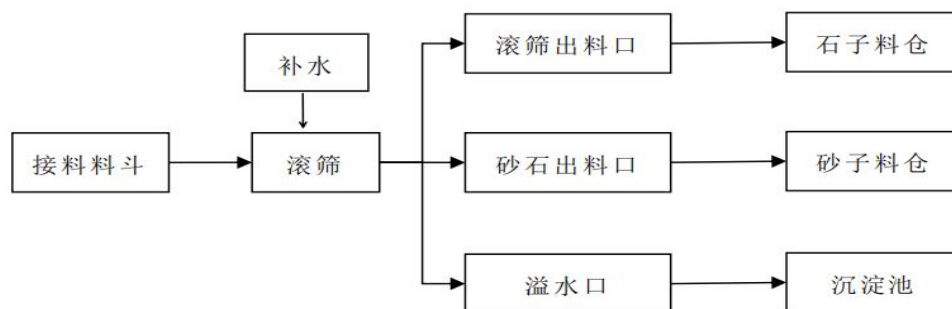 滚筛出料口
石子料仓
补水
接料料斗
滚筛
砂石出料口
砂子料仓
溢水口
沉淀池